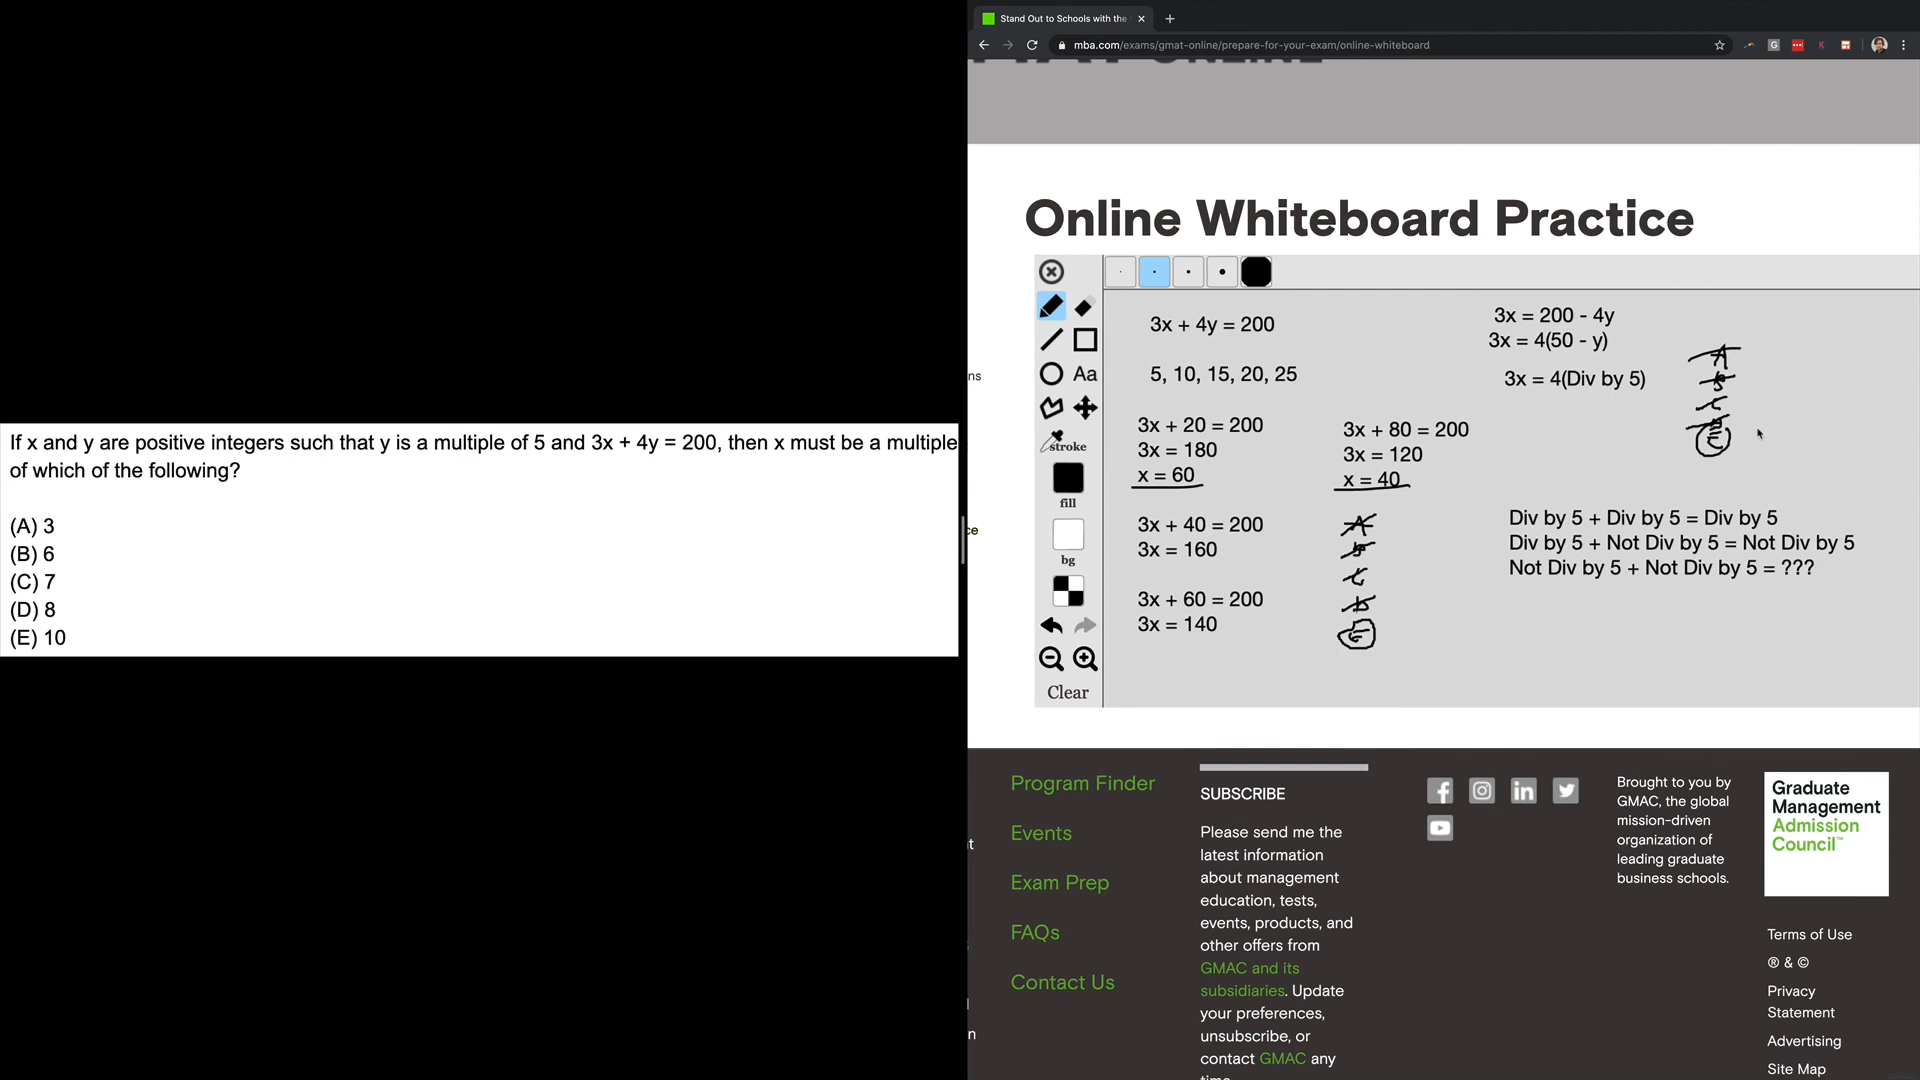 If x and y are positive integers such that y is a multiple of 5 and 3x + 4y = 200, then x must be a multiple
of which of the following?
(A) 3
(B) 6
(C) 7
(D) 8
(E) 10
Stand Out to Schools with the
mba.com/exams/gmat-online/prepare-for-your-exam/online-whiteboard
ONLINE
ns
ce
Online Whiteboard Practice
Aa
stroke
fill
bg
Clear
3x + 4y = 200
5, 10, 15, 20, 25
3x + 20 = 200
3x = 180
x = 60
3x + 40 = 200
3x = 160
3x + 60 = 200
3x = 140
3x + 80 = 200
3x = 120
x = 40
A
B
C
D
E
3x = 200 - 4y
3x = 4(50 - y)
3x = 4(Div by 5)
A
B
C
D
E
Div by 5 + Div by 5 = Div by 5
Div by 5 + Not Div by 5 = Not Div by 5
Not Div by 5 + Not Div by 5 = ???
Program Finder
Events
Exam Prep
FAQs
Contact Us
SUBSCRIBE
Please send me the
latest information
about management
education, tests,
events, products, and
other offers from
GMAC and its
subsidiaries. Update
your preferences,
unsubscribe, or
contact GMAC any
time.
Brought to you by
GMAC, the global
mission-driven
organization of
leading graduate
business schools.
Graduate
Management
Admission
Council™
Terms of Use
® & ©
Privacy
Statement
Advertising
Site Map